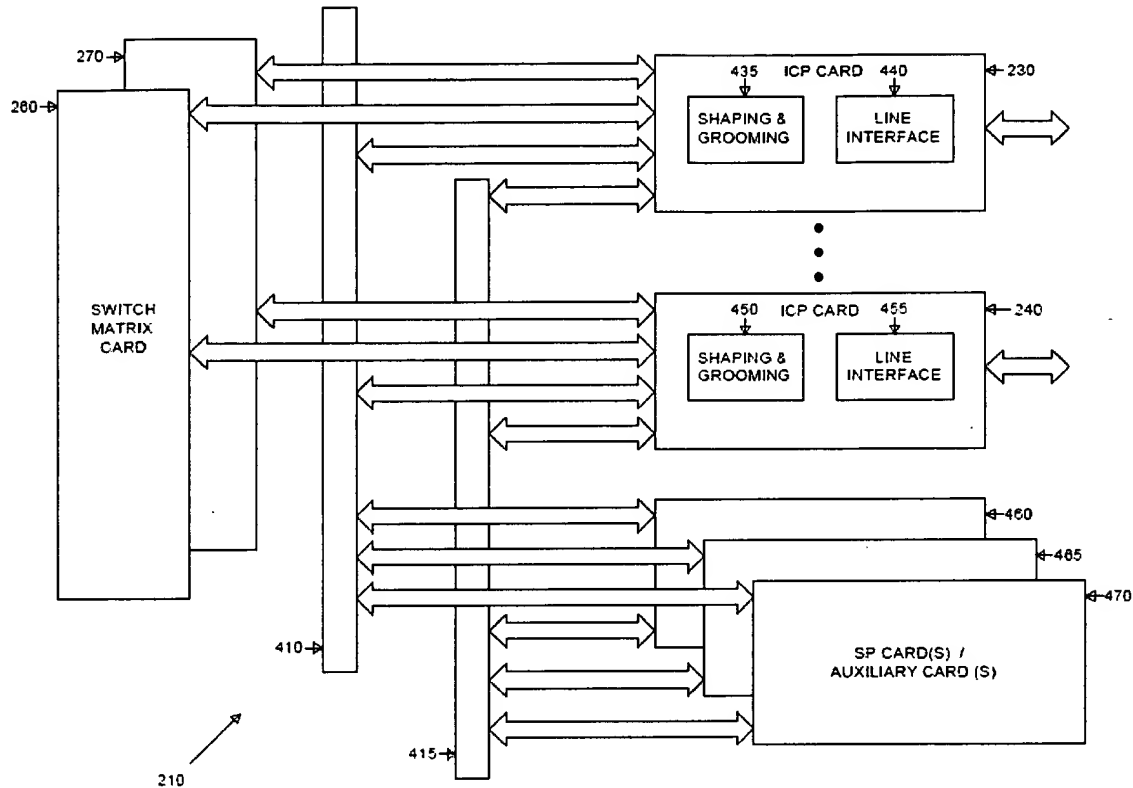 270
260
SWITCH
MATRIX
CARD
435
ICP CARD
440
230
SHAPING &
GROOMING
LINE
INTERFACE
450
ICP CARD
455
240
SHAPING &
GROOMING
LINE
INTERFACE
460
465
470
SP CARD(S) /
AUXILIARY CARD (S)
410
415
210